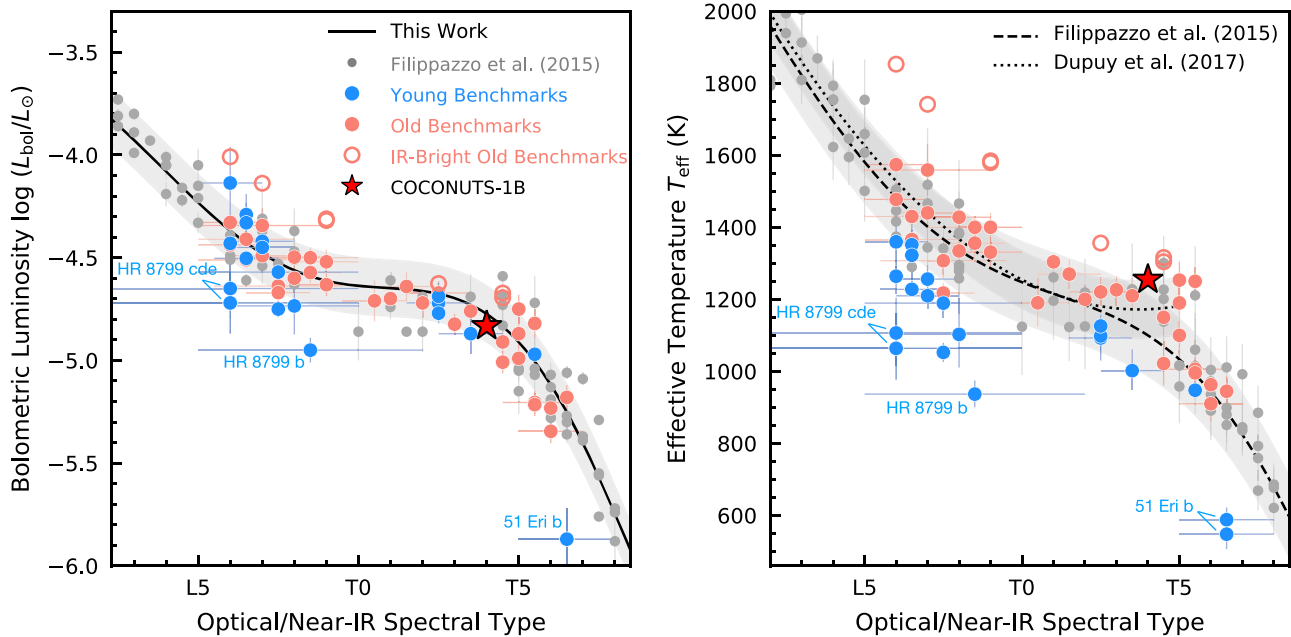 This Work
Filippazzo et al. (2015)
Young Benchmarks
Old Benchmarks
IR-Bright Old Benchmarks
COCONUTS-1B
HR 8799 cde
HR 8799 b
51 Eri b
−3.5
−4.0
−4.5
−5.0
−5.5
−6.0
L5
T0
T5
Bolometric Luminosity log (Lbol/L⊙)
Optical/Near-IR Spectral Type
Filippazzo et al. (2015)
Dupuy et al. (2017)
HR 8799 cde
HR 8799 b
51 Eri b
2000
1800
1600
1400
1200
1000
800
600
L5
T0
T5
Effective Temperature Teff (K)
Optical/Near-IR Spectral Type